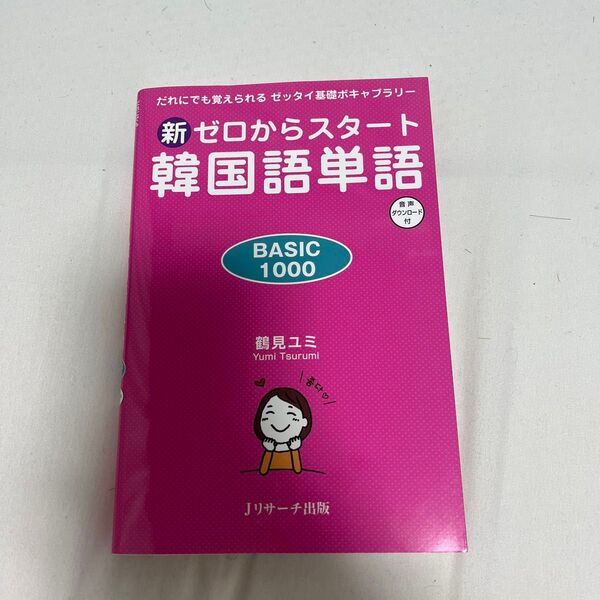 だれにでも覚えられる ゼッタイ基礎ボキャブラリー
新 ゼロからスタート
韓国語単語
音声
ダウンロード
付
BASIC
1000
鶴見ユミ
Yumi Tsurumi
좋다♡
Jリサーチ出版